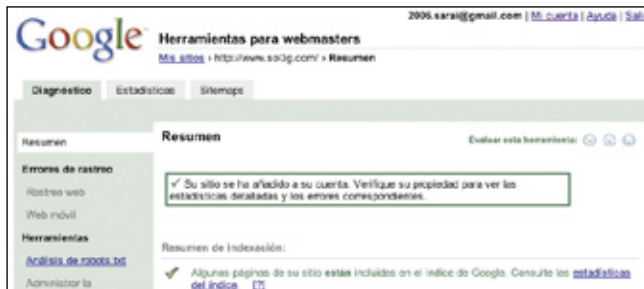 2006.sarai@gmail.com | Mi cuenta | Ayuda | Sali
Google
Herramientas para webmasters
Mis sitios > http://www.sol3g.com/ > Resumen
Diagnóstico Estadísticas Sitemaps
Resumen
Errores de rastreo
Rastreo web
Web móvil
Herramientas
Análisis de robots.txt
Administrar la
Resumen
Evaluar esta herramienta:
Su sitio se ha añadido a su cuenta. Verifique su propiedad para ver las
estadísticas detalladas y los errores correspondientes.
Resumen de indexación:
Algunas páginas de su sitio están incluidas en el índice de Google. Consulte las estadísticas
del índice. [?]